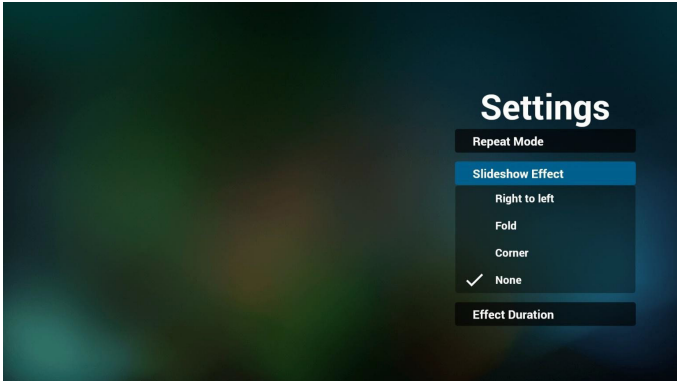 Settings
Repeat Mode
Slideshow Effect
Right to left
Fold
Corner
None
Effect Duration